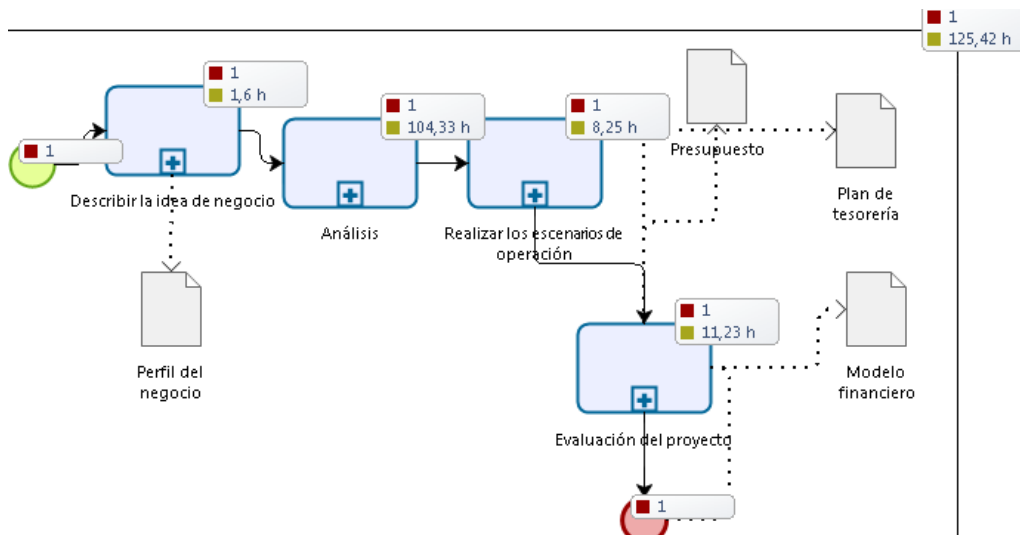 1
125,42 h
1
1,6 h
1
104,33 h
1
8,25 h
1
Presupuesto
Describir la idea de negocio
Plan de
tesorería
Análisis
Realizar los escenarios de
operación
1
11,23 h
Perfil del
negocio
Modelo
financiero
Evaluación del proyecto
1